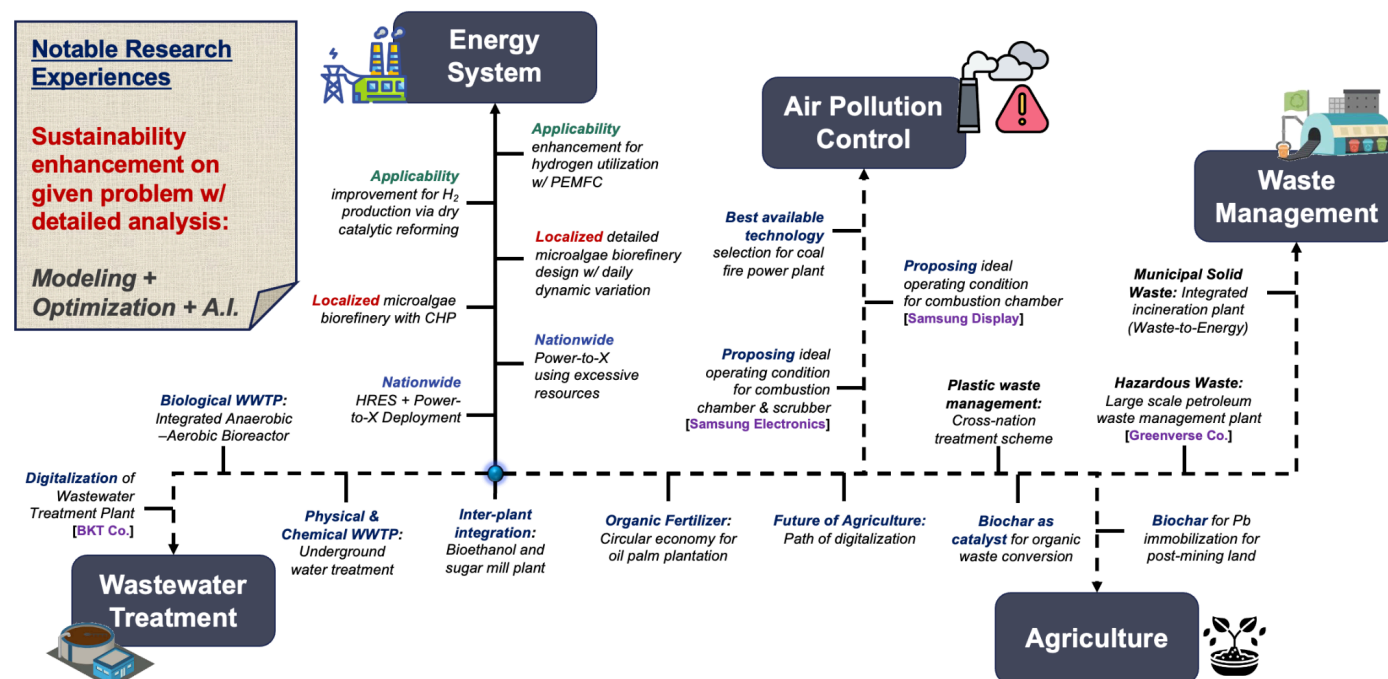 Notable Research
Experiences
Sustainability
enhancement on
given problem w/
detailed analysis:
Modeling +
Optimization + A.I.
Energy
System
Applicability
enhancement for
hydrogen utilization
w/ PEMFC
Applicability
improvement for H₂
production via dry
catalytic reforming
Localized detailed
microalgae biorefinery
design w/ daily
dynamic variation
Localized microalgae
biorefinery with CHP
Nationwide
Power-to-X
using excessive
resources
Nationwide
HRES + Power-
to-X Deployment
Air Pollution
Control
Best available
technology
selection for coal
fire power plant
Proposing ideal
operating condition
for combustion chamber
[Samsung Display]
Proposing ideal
operating condition
for combustion
chamber & scrubber
[Samsung Electronics]
Waste
Management
Municipal Solid
Waste: Integrated
incineration plant
(Waste-to-Energy)
Plastic waste
management:
Cross-nation
treatment scheme
Hazardous Waste:
Large scale petroleum
waste management plant
[Greenverse Co.]
Biological WWTP:
Integrated Anaerobic
–Aerobic Bioreactor
Digitalization of
Wastewater
Treatment Plant
[BKT Co.]
Physical &
Chemical WWTP:
Underground
water treatment
Inter-plant
integration:
Bioethanol and
sugar mill plant
Organic Fertilizer:
Circular economy for
oil palm plantation
Future of Agriculture:
Path of digitalization
Biochar as
catalyst for organic
waste conversion
Biochar for Pb
immobilization for
post-mining land
Wastewater
Treatment
Agriculture